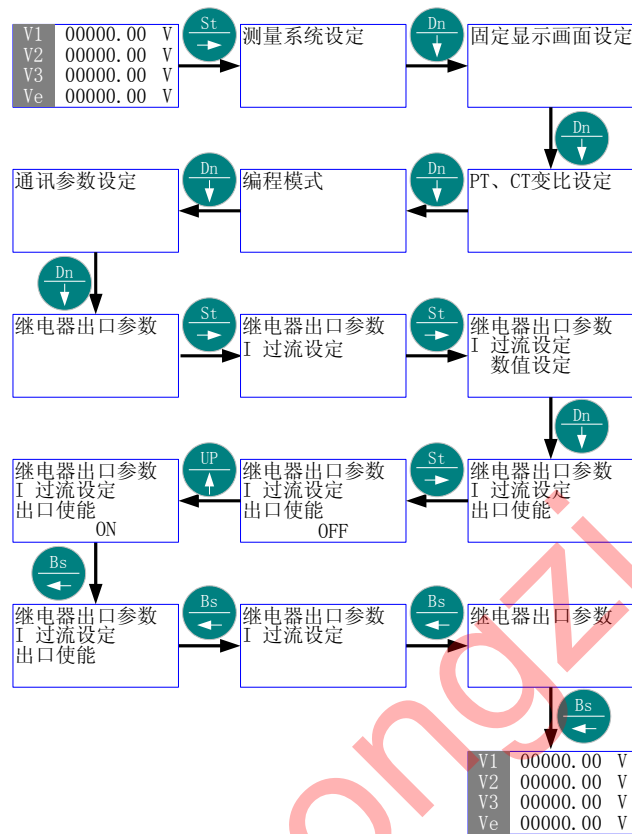 V1 00000.00 V
V2 00000.00 V
V3 00000.00 V
Ve 00000.00 V
St
测量系统设定
Dn
固定显示画面设定
Dn
通讯参数设定
Dn
编程模式
Dn
PT、CT变比设定
Dn
继电器出口参数
St
继电器出口参数
I 过流设定
St
继电器出口参数
I 过流设定
数值设定
Dn
继电器出口参数
I 过流设定
出口使能
ON
UP
继电器出口参数
I 过流设定
出口使能
OFF
St
继电器出口参数
I 过流设定
出口使能
Bs
继电器出口参数
I 过流设定
出口使能
Bs
继电器出口参数
I 过流设定
Bs
继电器出口参数
Bs
V1 00000.00 V
V2 00000.00 V
V3 00000.00 V
Ve 00000.00 V
ongzi